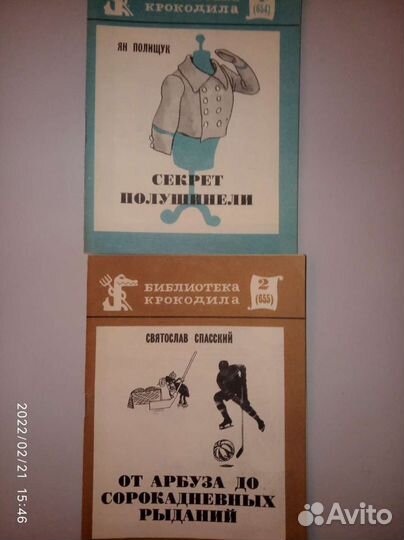 КРОКОДИЛА
(654)
ЯН ПОЛИЩУК
СЕКРЕТ
ПОЛУШИНЕЛИ
БИБЛИОТЕКА
КРОКОДИЛА
2
(655)
СВЯТОСЛАВ СПАССКИЙ
ОТ АРБУЗА ДО
СОРОКАДНЕВНЫХ
РЫДАНИЙ
2022/02/21 15:46
Avito